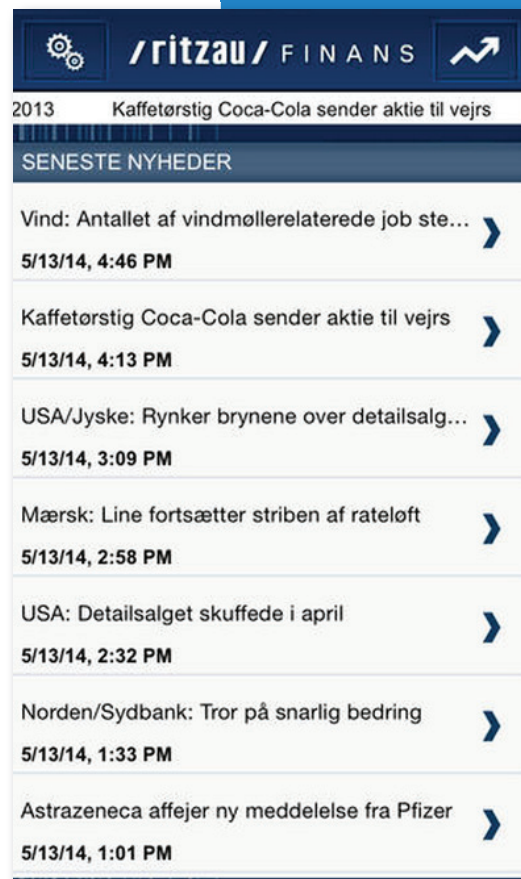 /ritzau/ FINANS
2013 Kaffetørstig Coca-Cola sender aktie til vejrs
SENESTE NYHEDER
Vind: Antallet af vindmøllerelaterede job ste...
5/13/14, 4:46 PM
Kaffetørstig Coca-Cola sender aktie til vejrs
5/13/14, 4:13 PM
USA/Jyske: Rynker brynene over detailsalg...
5/13/14, 3:09 PM
Mærsk: Line fortsætter striben af rateløft
5/13/14, 2:58 PM
USA: Detailsalget skuffede i april
5/13/14, 2:32 PM
Norden/Sydbank: Tror på snarlig bedring
5/13/14, 1:33 PM
Astrazeneca affejer ny meddelelse fra Pfizer
5/13/14, 1:01 PM